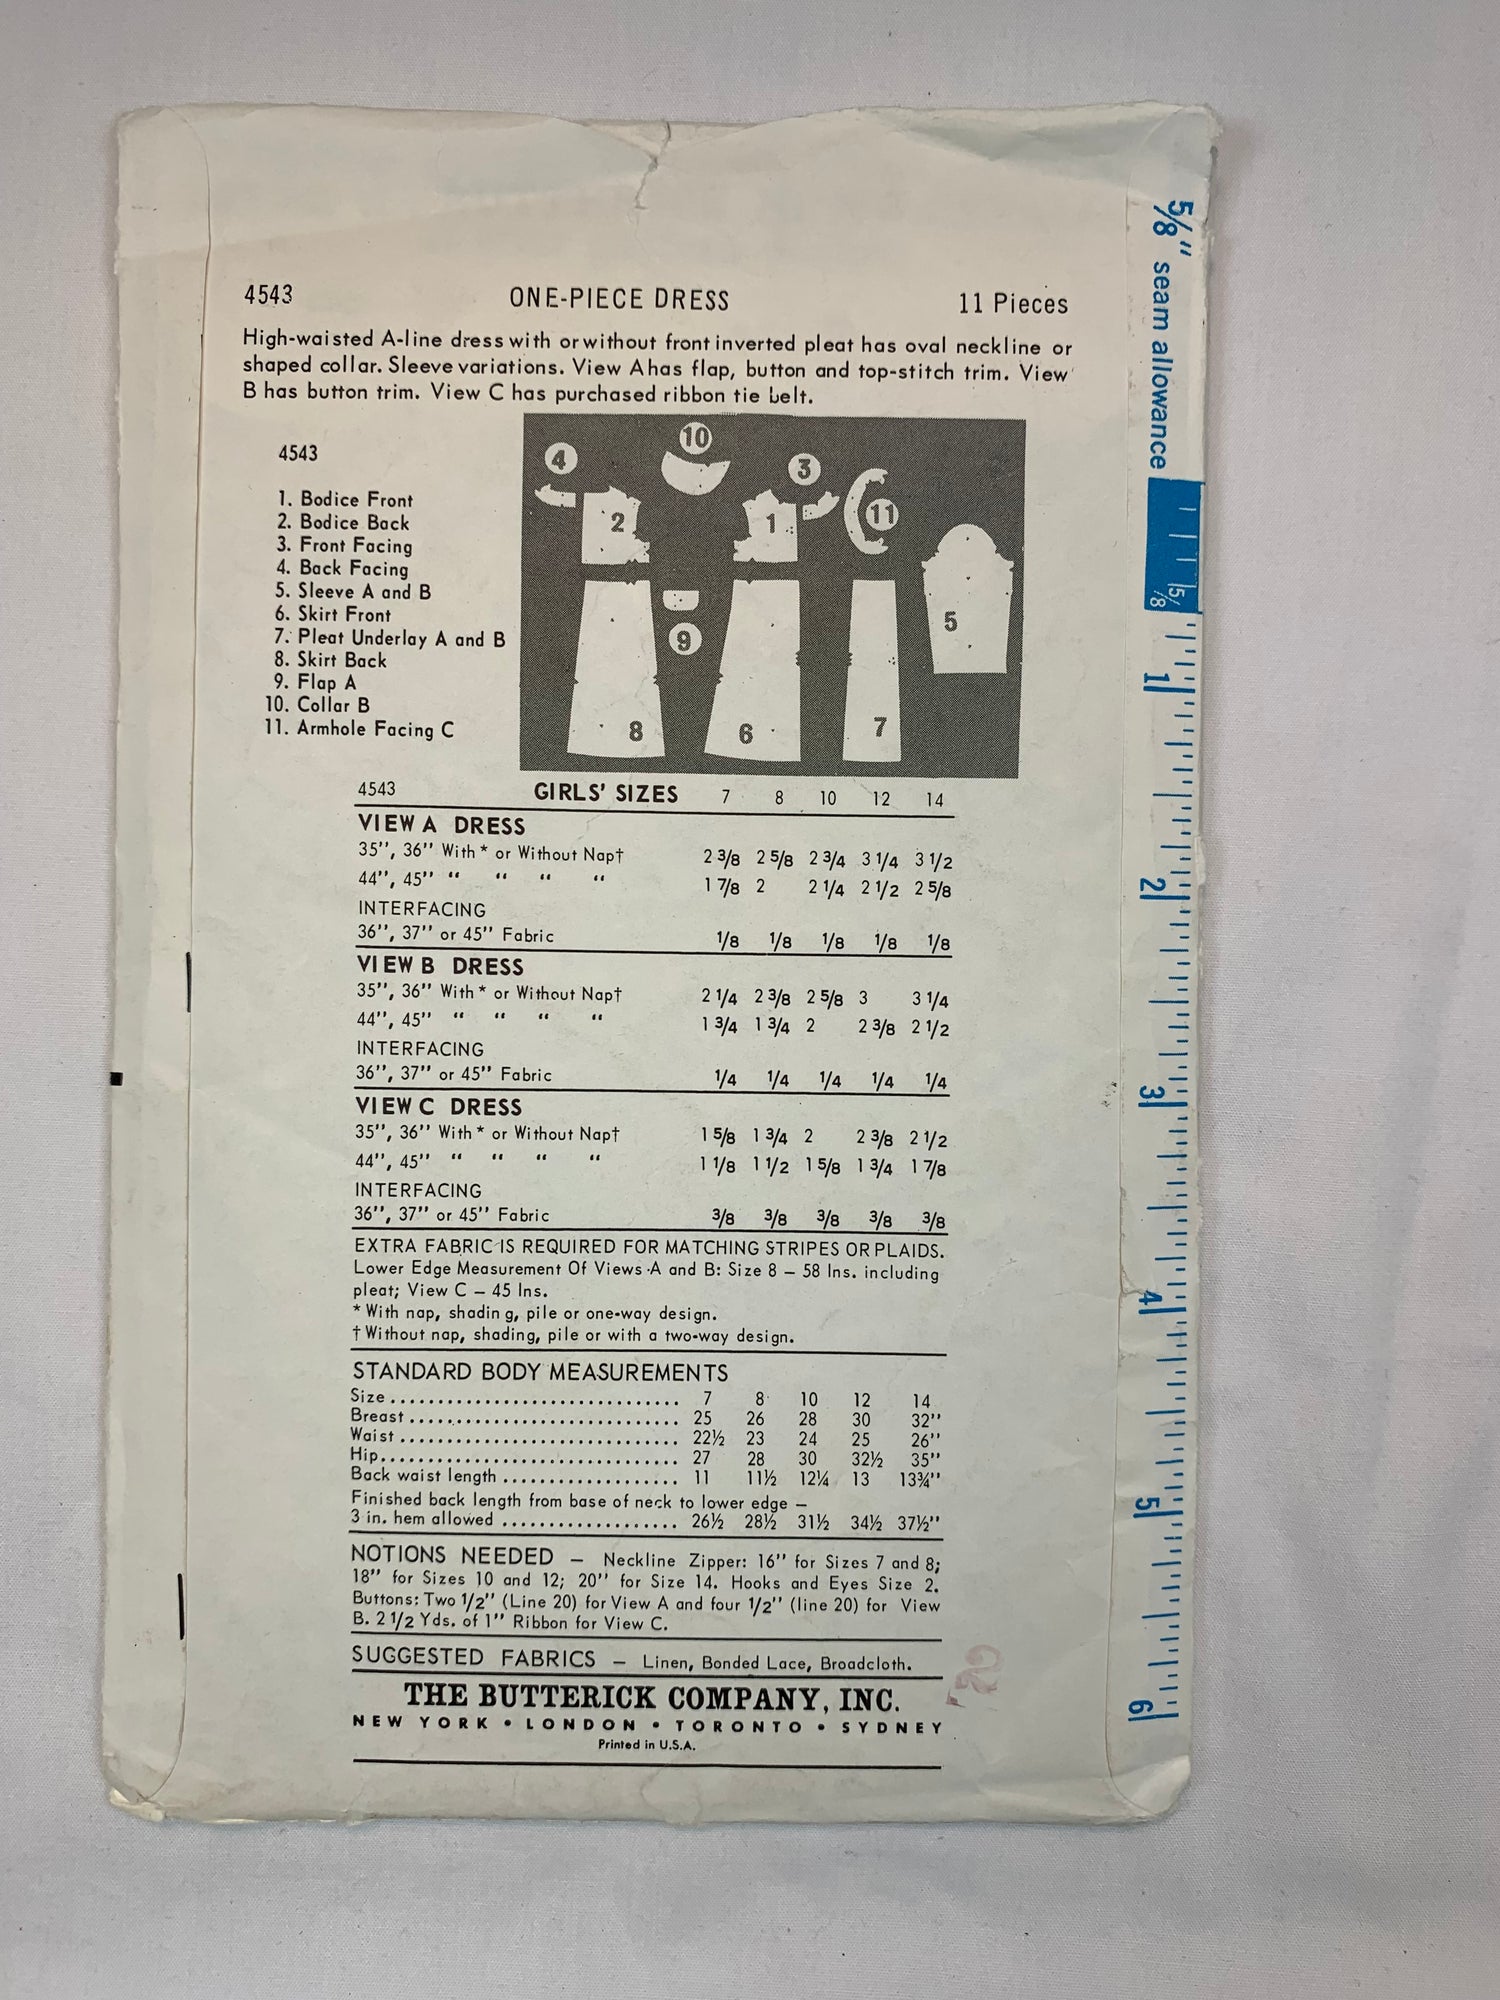 4543 ONE-PIECE DRESS 11 Pieces
High-waisted A-line dress with or without front inverted pleat has oval neckline or
shaped collar. Sleeve variations. View A has flap, button and top-stitch trim. View
B has button trim. View C has purchased ribbon tie belt.
4543
1. Bodice Front
2. Bodice Back
3. Front Facing
4. Back Facing
5. Sleeve A and B
6. Skirt Front
7. Pleat Underlay A and B
8. Skirt Back
9. Flap A
10. Collar B
11. Armhole Facing C
10
4
3
2
1
11
5
9
8
6
7
4543 GIRLS' SIZES 7 8 10 12 14
VIEW A DRESS
35", 36" With* or Without Nap† 2 3/8 2 5/8 2 3/4 3 1/4 3 1/2
44", 45" " " " " 1 7/8 2 2 1/4 2 1/2 2 5/8
INTERFACING
36", 37" or 45" Fabric 1/8 1/8 1/8 1/8 1/8
VIEW B DRESS
35", 36" With* or Without Nap† 2 1/4 2 3/8 2 5/8 3 3 1/4
44", 45" " " " " 1 3/4 1 3/4 2 2 3/8 2 1/2
INTERFACING
36", 37" or 45" Fabric 1/4 1/4 1/4 1/4 1/4
VIEW C DRESS
35", 36" With* or Without Nap† 1 5/8 1 3/4 2 2 3/8 2 1/2
44", 45" " " " " 1 1/8 1 1/2 1 5/8 1 3/4 1 7/8
INTERFACING
36", 37" or 45" Fabric 3/8 3/8 3/8 3/8 3/8
EXTRA FABRIC IS REQUIRED FOR MATCHING STRIPES OR PLAIDS.
Lower Edge Measurement Of Views A and B: Size 8 – 58 Ins. including
pleat; View C – 45 Ins.
* With nap, shading, pile or one-way design.
† Without nap, shading, pile or with a two-way design.
STANDARD BODY MEASUREMENTS
Size .............................. 7 8 10 12 14
Breast ............................ 25 26 28 30 32"
Waist ............................. 22½ 23 24 25 26"
Hip................................ 27 28 30 32½ 35"
Back waist length ................... 11 11½ 12¼ 13 13¾"
Finished back length from base of neck to lower edge –
3 in. hem allowed ................... 26½ 28½ 31½ 34½ 37½"
NOTIONS NEEDED – Neckline Zipper: 16" for Sizes 7 and 8;
18" for Sizes 10 and 12; 20" for Size 14. Hooks and Eyes Size 2.
Buttons: Two 1/2" (Line 20) for View A and four 1/2" (line 20) for View
B. 2 1/2 Yds. of 1" Ribbon for View C.
SUGGESTED FABRICS – Linen, Bonded Lace, Broadcloth.
THE BUTTERICK COMPANY, INC.
NEW YORK • LONDON • TORONTO • SYDNEY
Printed in U.S.A.
5/8" seam allowance
5/8
1
2
3
4
5
6